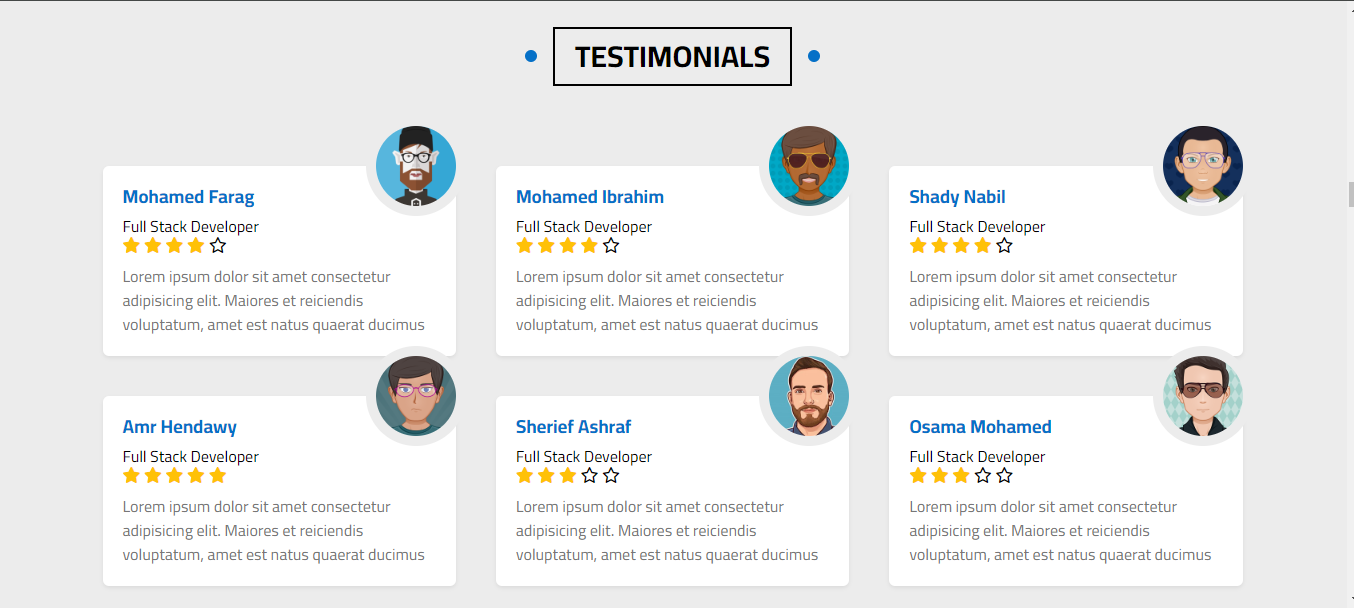 TESTIMONIALS
Mohamed Farag
Full Stack Developer
Lorem ipsum dolor sit amet consectetur
adipisicing elit. Maiores et reiciendis
voluptatum, amet est natus quaerat ducimus
Mohamed Ibrahim
Full Stack Developer
Lorem ipsum dolor sit amet consectetur
adipisicing elit. Maiores et reiciendis
voluptatum, amet est natus quaerat ducimus
Shady Nabil
Full Stack Developer
Lorem ipsum dolor sit amet consectetur
adipisicing elit. Maiores et reiciendis
voluptatum, amet est natus quaerat ducimus
Amr Hendawy
Full Stack Developer
Lorem ipsum dolor sit amet consectetur
adipisicing elit. Maiores et reiciendis
voluptatum, amet est natus quaerat ducimus
Sherief Ashraf
Full Stack Developer
Lorem ipsum dolor sit amet consectetur
adipisicing elit. Maiores et reiciendis
voluptatum, amet est natus quaerat ducimus
Osama Mohamed
Full Stack Developer
Lorem ipsum dolor sit amet consectetur
adipisicing elit. Maiores et reiciendis
voluptatum, amet est natus quaerat ducimus